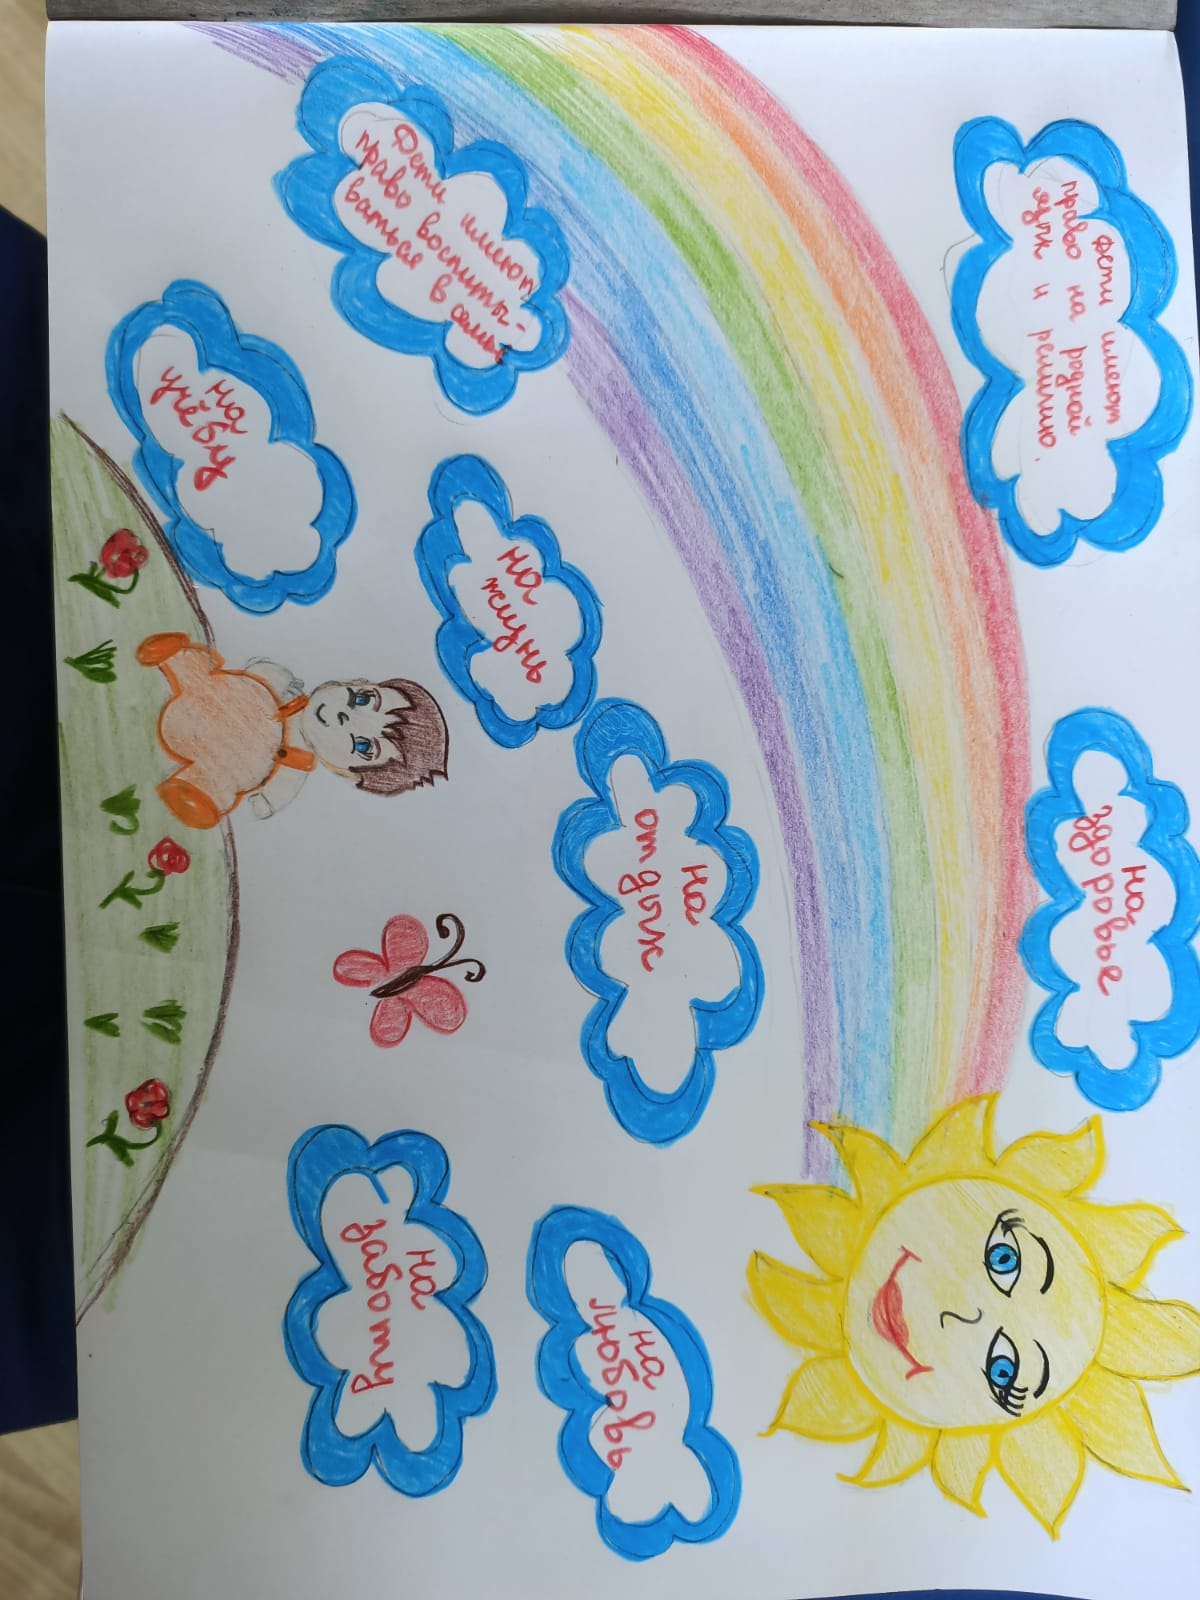 Дети имеют
право на родной
язык и религию.
на
здоровье
Дети имеют
право воспиты-
ваться в семье
на
учёбу
на
жизнь
на
отдых
на
любовь
на
заботу